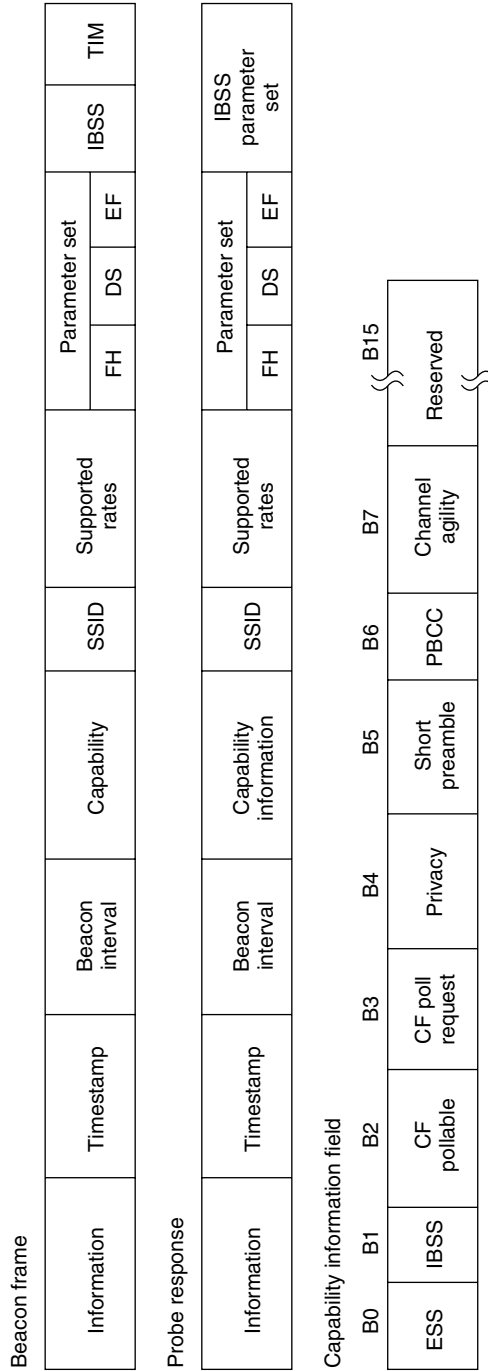 Beacon frame
Information
Timestamp
Beacon
interval
Capability
SSID
Supported
rates
Parameter set
FH
DS
EF
IBSS
TIM
Probe response
Information
Timestamp
Beacon
interval
Capability
information
SSID
Supported
rates
Parameter set
FH
DS
EF
IBSS
parameter
set
Capability information field
B0
B1
B2
B3
B4
B5
B6
B7
B15
ESS
IBSS
CF
pollable
CF poll
request
Privacy
Short
preamble
PBCC
Channel
agility
Reserved